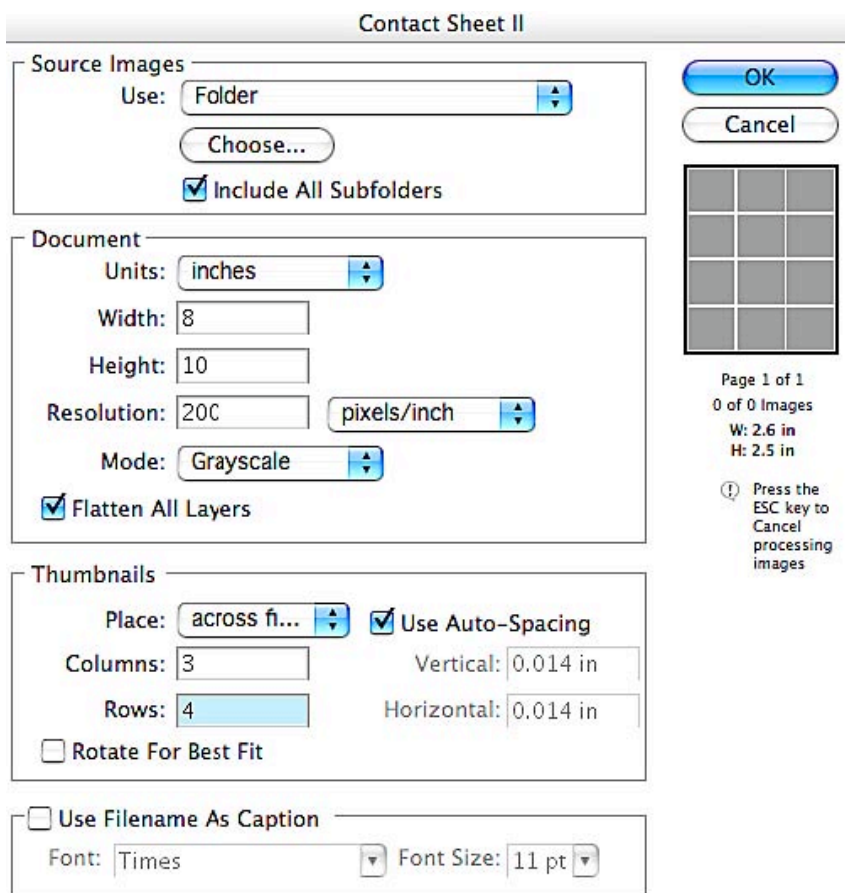 Contact Sheet II
Source Images
Use: Folder
Choose...
Include All Subfolders
OK
Cancel
Document
Units: inches
Width: 8
Height: 10
Resolution: 200 pixels/inch
Mode: Grayscale
Flatten All Layers
Page 1 of 1
0 of 0 Images
W: 2.6 in
H: 2.5 in
Press the
ESC key to
Cancel
processing
images
Thumbnails
Place: across fi... Use Auto-Spacing
Columns: 3 Vertical: 0.014 in
Rows: 4 Horizontal: 0.014 in
Rotate For Best Fit
Use Filename As Caption
Font: Times Font Size: 11 pt